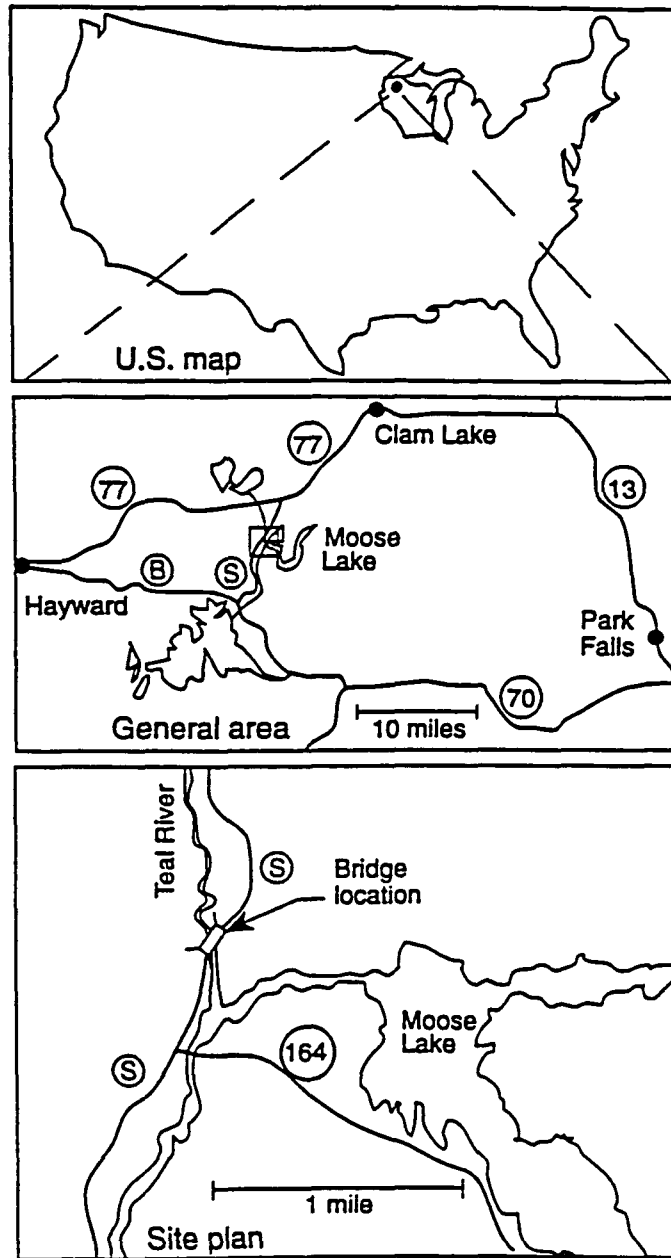 U.S. map
77
Clam Lake
77
13
Moose
Lake
B
S
Hayward
Park
Falls
10 miles
70
General area
Teal River
S
Bridge
location
Moose
Lake
164
S
1 mile
Site plan